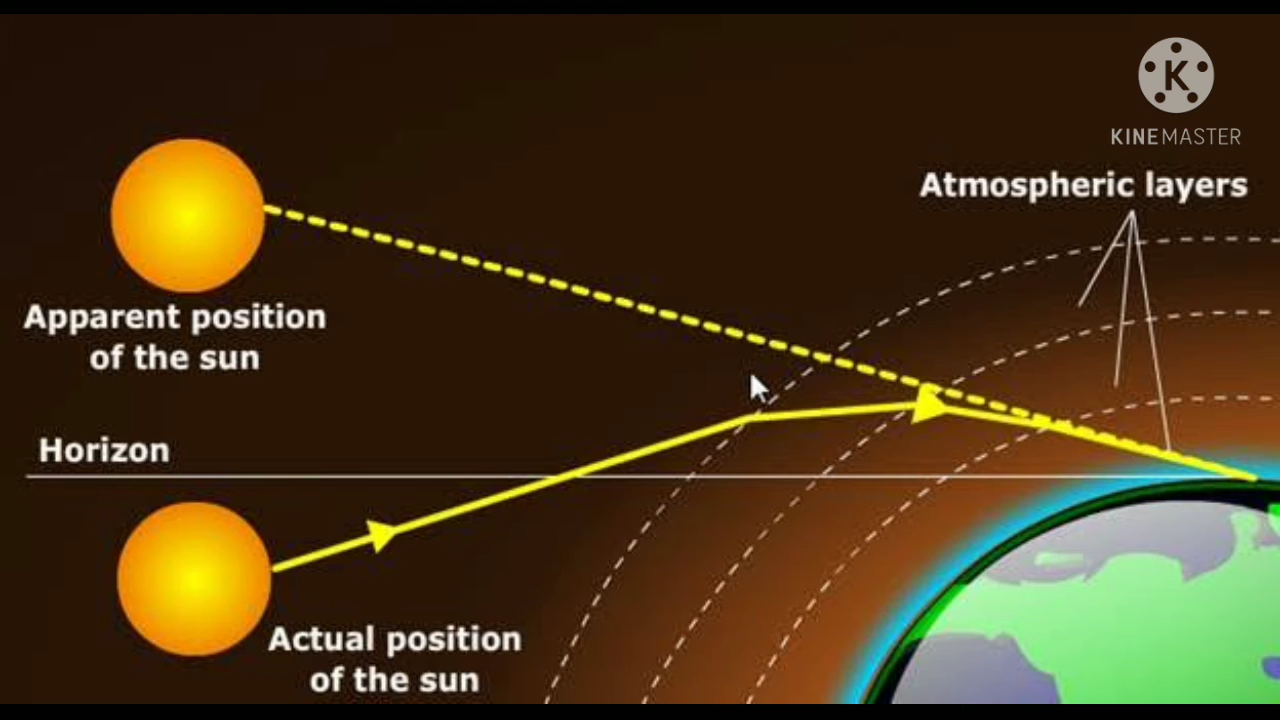 K
KINEMASTER
Atmospheric layers
Apparent position
of the sun
Horizon
Actual position
of the sun